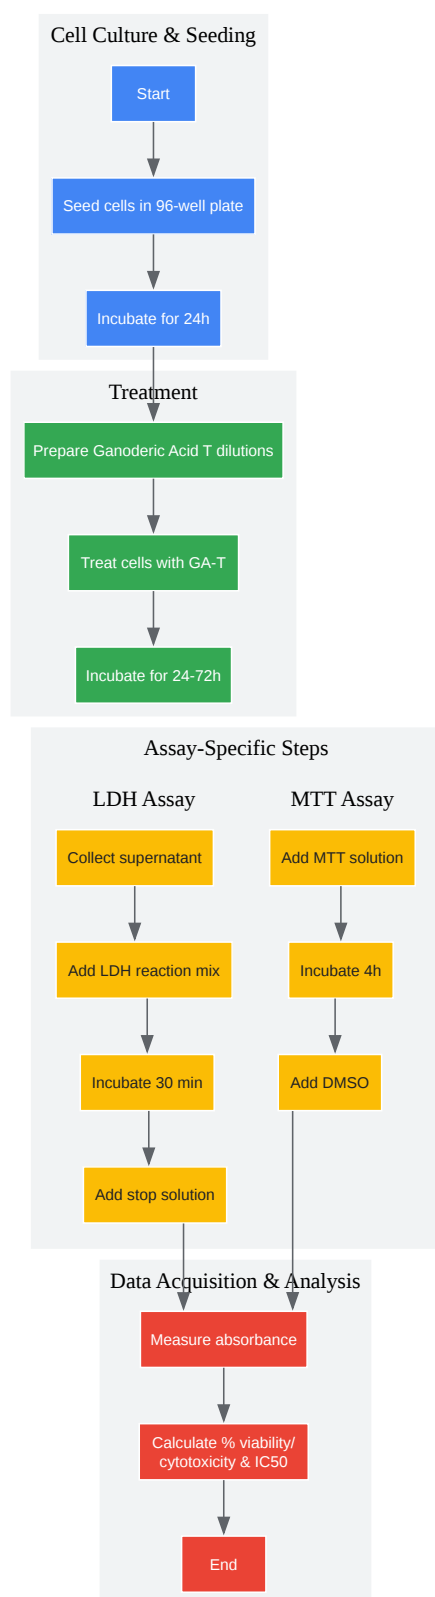 Cell Culture & Seeding
Start
Seed cells in 96-well plate
Incubate for 24h
Treatment
Prepare Ganoderic Acid T dilutions
Treat cells with GA-T
Incubate for 24-72h
Assay-Specific Steps
LDH Assay
Collect supernatant
Add LDH reaction mix
Incubate 30 min
Add stop solution
MTT Assay
Add MTT solution
Incubate 4h
Add DMSO
Data Acquisition & Analysis
Measure absorbance
Calculate % viability/
cytotoxicity & IC50
End